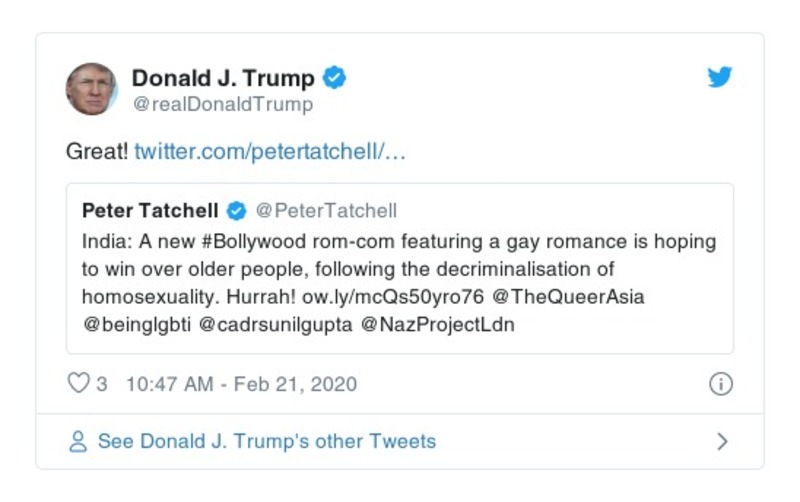 Donald J. Trump
@realDonaldTrump
Great! twitter.com/petertatchell/…
Peter Tatchell @PeterTatchell
India: A new #Bollywood rom-com featuring a gay romance is hoping
to win over older people, following the decriminalisation of
homosexuality. Hurrah! ow.ly/mcQs50yro76 @TheQueerAsia
@beinglgbti @cadrsunilgupta @NazProjectLdn
3 10:47 AM - Feb 21, 2020
See Donald J. Trump's other Tweets